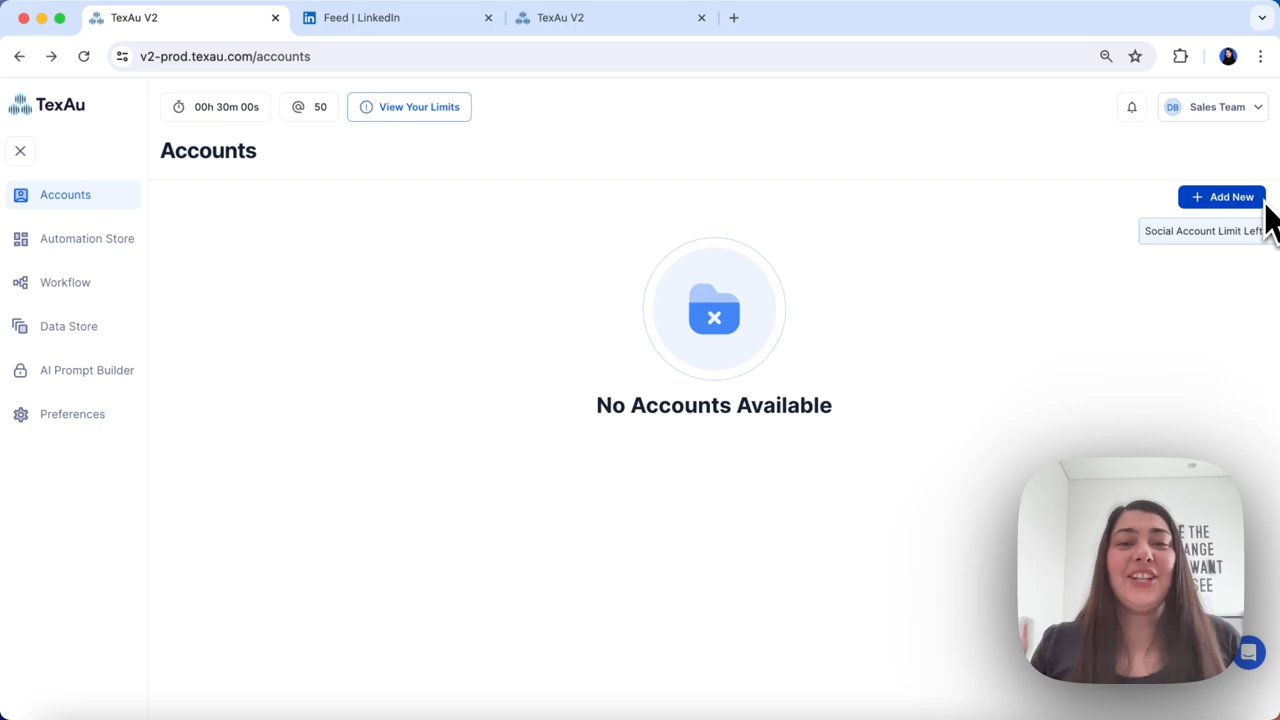 TexAu V2
Feed | LinkedIn
TexAu V2
v2-prod.texau.com/accounts
TexAu
00h 30m 00s
50
View Your Limits
DB
Sales Team
Accounts
Accounts
Add New
Social Account Limit Left
Automation Store
Workflow
Data Store
AI Prompt Builder
Preferences
No Accounts Available
E THE
ANGE
WANT
SEE